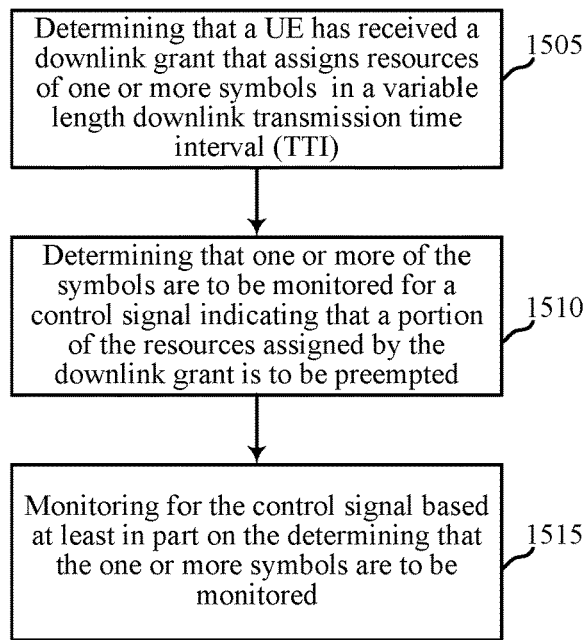 Determining that a UE has received a
downlink grant that assigns resources
of one or more symbols in a variable
length downlink transmission time
interval (TTI)
1505
Determining that one or more of the
symbols are to be monitored for a
control signal indicating that a portion
of the resources assigned by the
downlink grant is to be preempted
1510
Monitoring for the control signal based
at least in part on the determining that
the one or more symbols are to be
monitored
1515